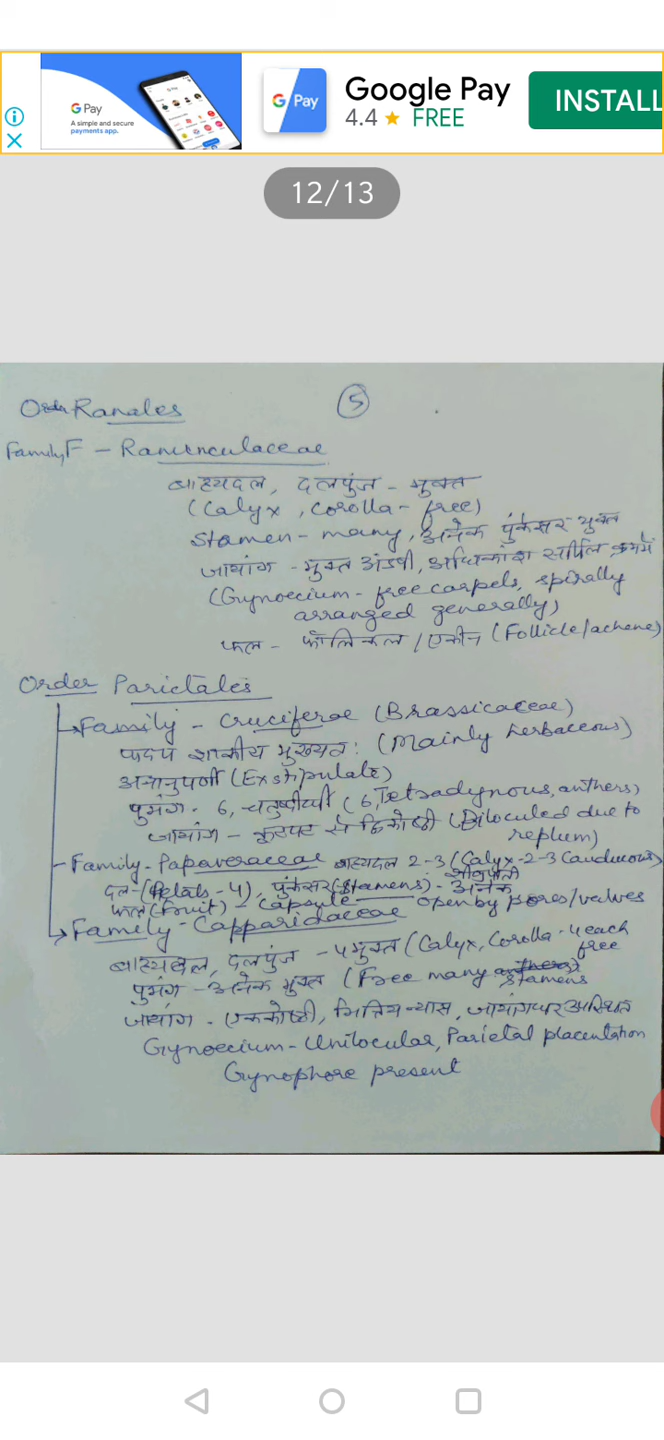 G Pay
A simple and secure
payments app.
G Pay
Google Pay
4.4 ★ FREE
INSTALL
12/13
Order Ranales
5
Family F - Ranunculaceae
बाह्यदल, दलपुंज - मुक्त
(Calyx, Corolla - free)
Stamen - many, अनेक पुंकेसर मुक्त
जायांग - मुक्त अंडपी, अधिकांश सर्पिल क्रम में
(Gynoecium - free carpels, spirally
arranged generally)
फल - फॉलिकल / एकीन (Follicle/achene)
Order Parietales
Family - Cruciferae (Brassicaceae)
पादप शाकीय मुख्यतः (Mainly herbaceous)
अनानुपर्णी (Exstipulate)
पुमंग - 6, चतुर्दीर्घी (6, Tetradynous, anthers)
जायांग - कूटपट से द्विकोष्ठी (Biloculed due to
replum)
Family - Papaveraceae बाह्यदल 2-3 (Calyx-2-3 Cauducous)
दल-(Petals-4), पुंकेसर (Stamens) - अनेक
फल (Fruit) - Capsule open by pores/valves
Family - Capparidaceae
बाह्यदल, दलपुंज - 4 मुक्त (Calyx, Corolla - 4 each
free
पुमंग - अनेक मुक्त (Free many stamens
जायांग - एककोष्ठी, भित्तिय न्यास, जायांगधर
Gynoecium - Unilocular, Parietal placentation
Gynophore present